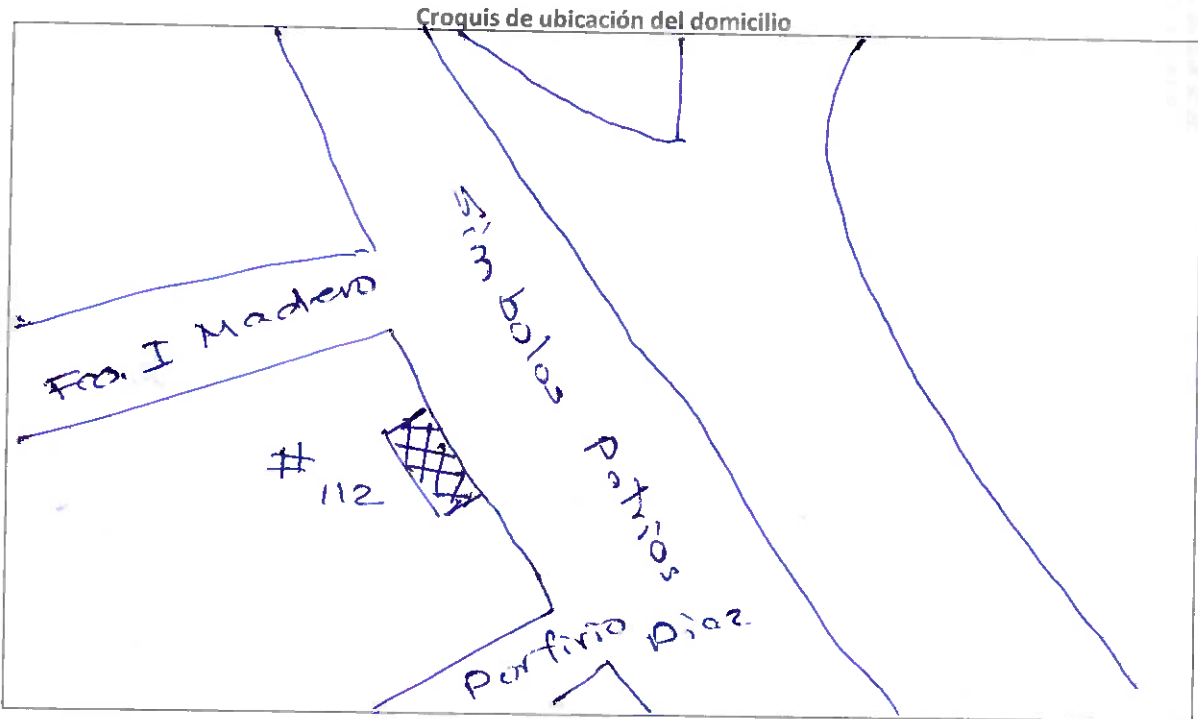 Croquis de ubicación del domicilio
Símbolos Patrios
Fco. I Madero
# 112
Porfirio Diaz